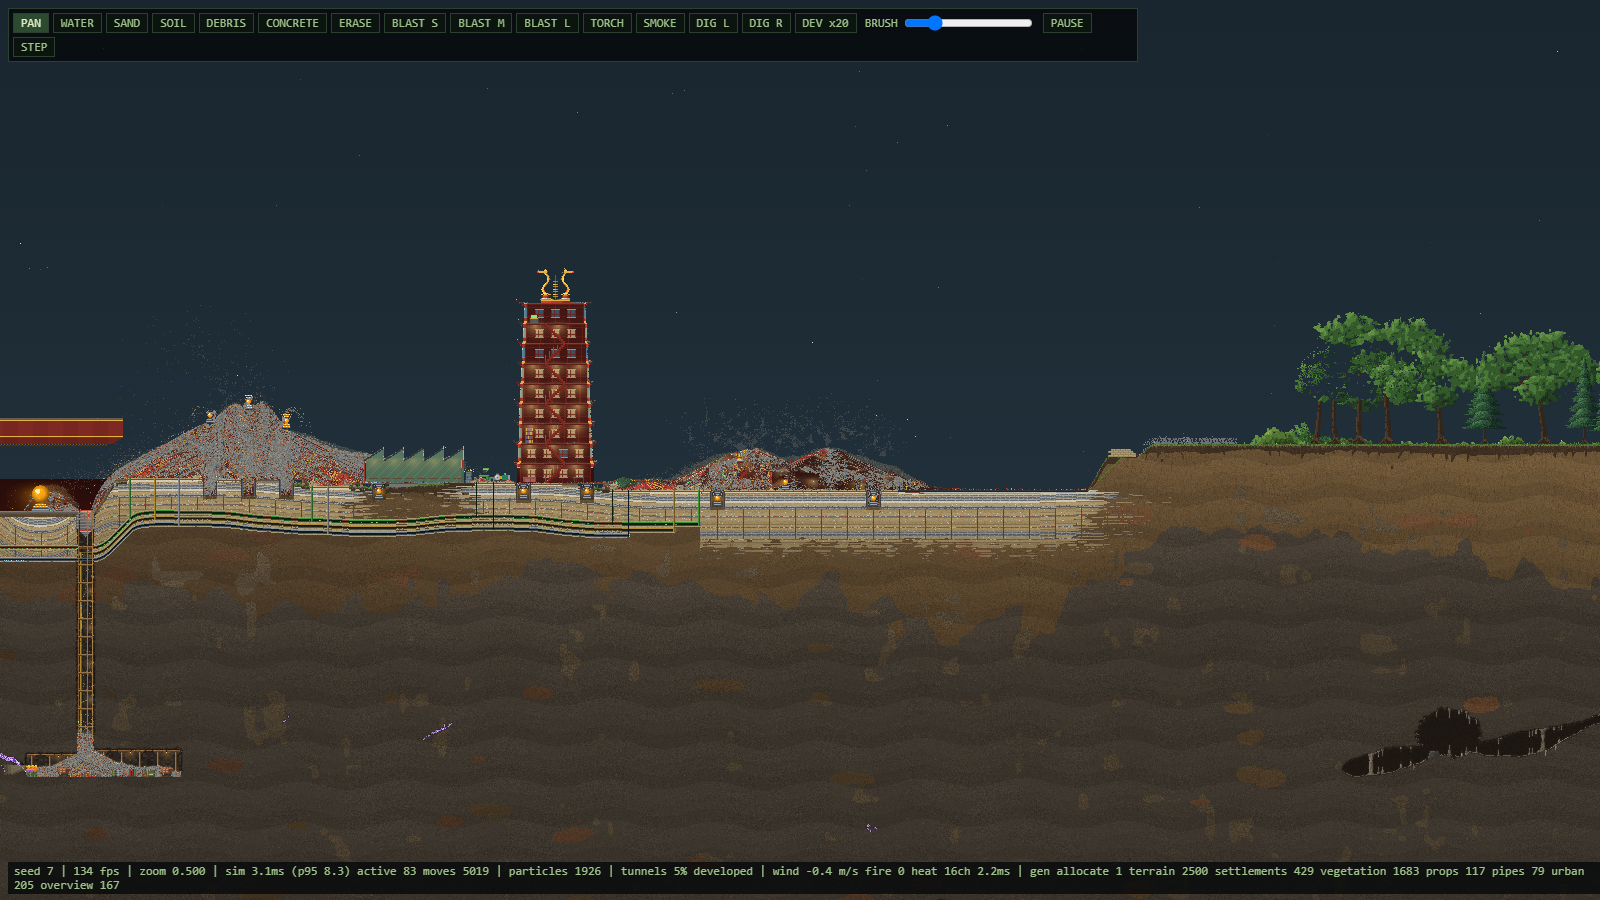 PAN WATER SAND SOIL DEBRIS CONCRETE ERASE BLAST S BLAST M BLAST L TORCH SMOKE DIG L DIG R DEV x20 BRUSH PAUSE
STEP
seed 7 | 134 fps | zoom 0.500 | sim 3.1ms (p95 8.3) active 83 moves 5019 | particles 1926 | tunnels 5% developed | wind -0.4 m/s fire 0 heat 16ch 2.2ms | gen allocate 1 terrain 2500 settlements 429 vegetation 1683 props 117 pipes 79 urban
205 overview 167